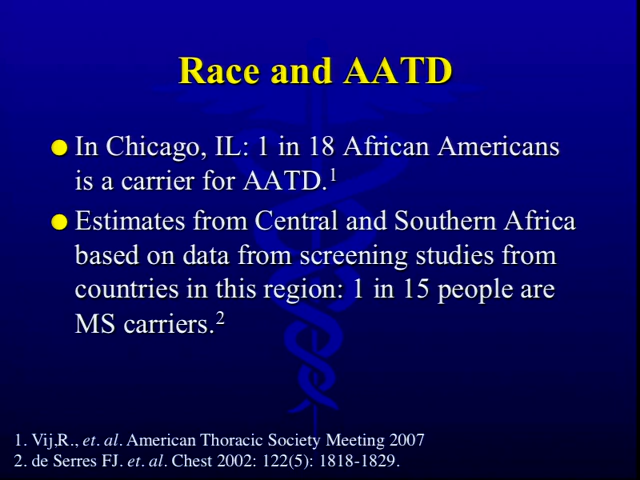 Race and AATD
In Chicago, IL: 1 in 18 African Americans
is a carrier for AATD.1
Estimates from Central and Southern Africa
based on data from screening studies from
countries in this region: 1 in 15 people are
MS carriers.2
1. Vij,R., et. al. American Thoracic Society Meeting 2007
2. de Serres FJ. et. al. Chest 2002: 122(5): 1818-1829.